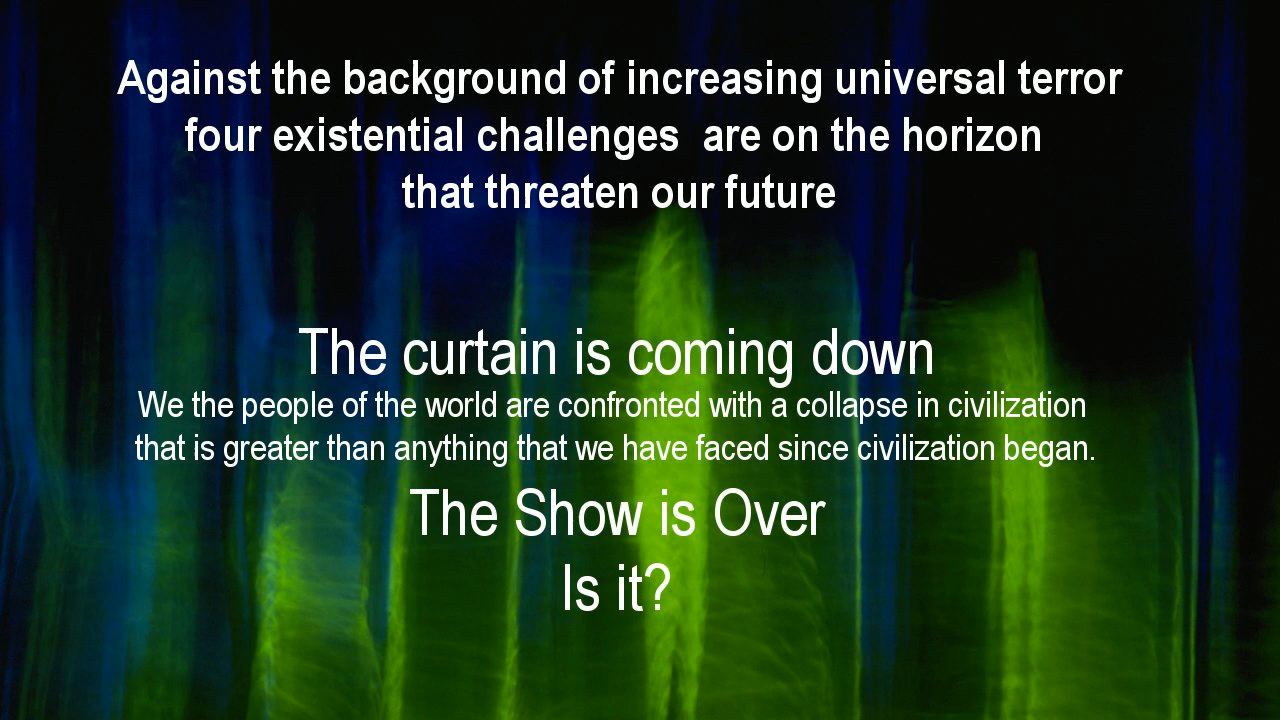 Against the background of increasing universal terror
four existential challenges  are on the horizon
that threaten our future
The curtain is coming down
We the people of the world are confronted with a collapse in civilization
that is greater than anything that we have faced since civilization began.
The Show is Over
Is it?